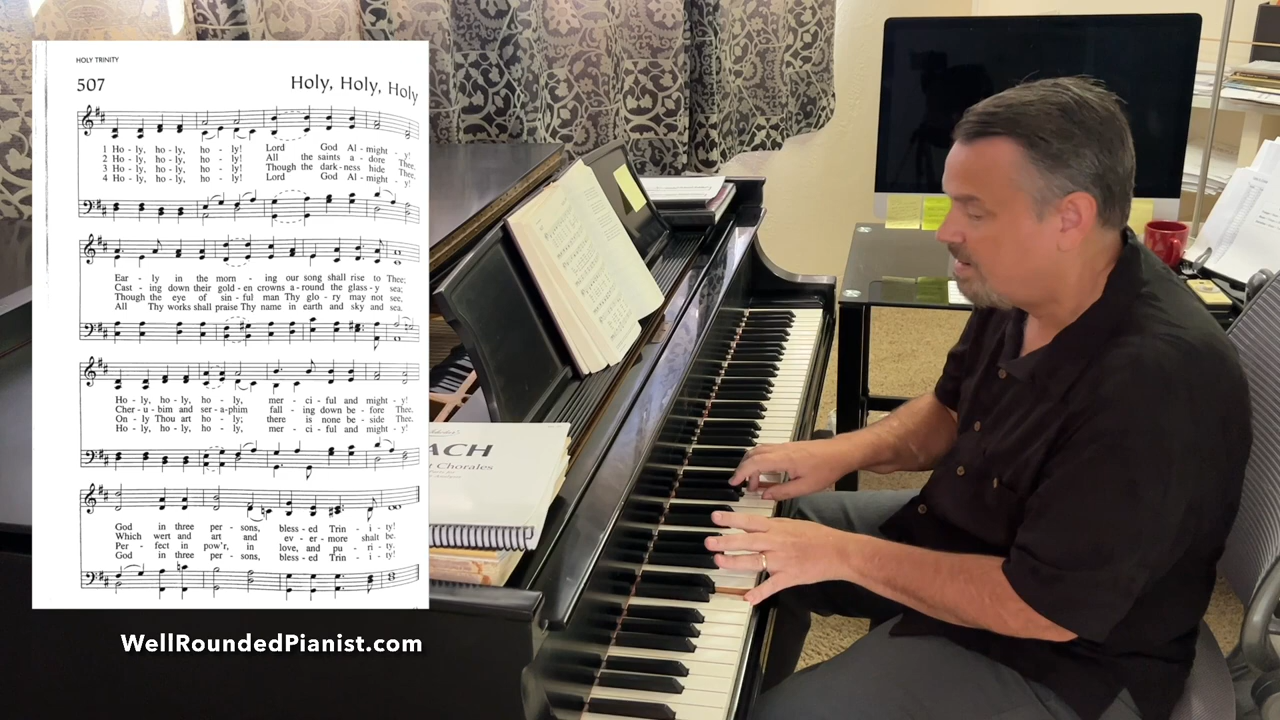 HOLY TRINITY
507
Holy, Holy, Holy
1 Ho - ly, ho - ly, ho - ly! Lord God Al - might - y!
2 Ho - ly, ho - ly, ho - ly! All the saints a - dore Thee,
3 Ho - ly, ho - ly, ho - ly! Though the dark - ness hide Thee,
4 Ho - ly, ho - ly, ho - ly! Lord God Al - might - y!
Ear - ly in the morn - ing our song shall rise to Thee;
Cast - ing down their gold - en crowns a - round the glass - y sea;
Though the eye of sin - ful man Thy glo - ry may not see,
All Thy works shall praise Thy name in earth and sky and sea.
Ho - ly, ho - ly, ho - ly, mer - ci - ful and might - y!
Cher - u - bim and ser - a - phim fall - ing down be - fore Thee.
On - ly Thou art ho - ly; there is none be - side Thee.
Ho - ly, ho - ly, ho - ly, mer - ci - ful and might - y!
God in three per - sons, bless - ed Trin - i - ty!
Which wert and art and ev - er - more shalt be.
Per - fect in pow'r, in love, and pu - ri - ty.
God in three per - sons, bless - ed Trin - i - ty!
ACH
Chorales
WellRoundedPianist.com